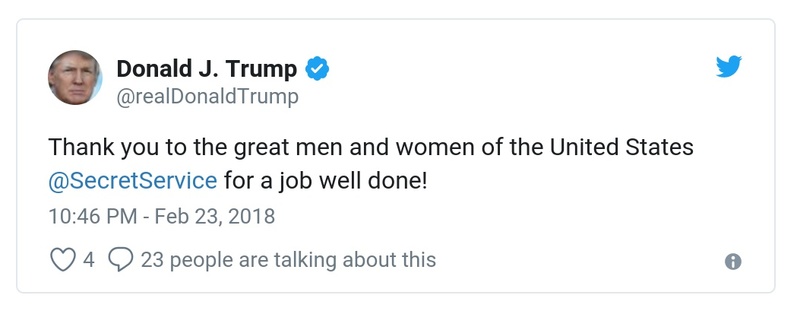 Donald J. Trump
@realDonaldTrump
Thank you to the great men and women of the United States
@SecretService for a job well done!
10:46 PM - Feb 23, 2018
4 23 people are talking about this